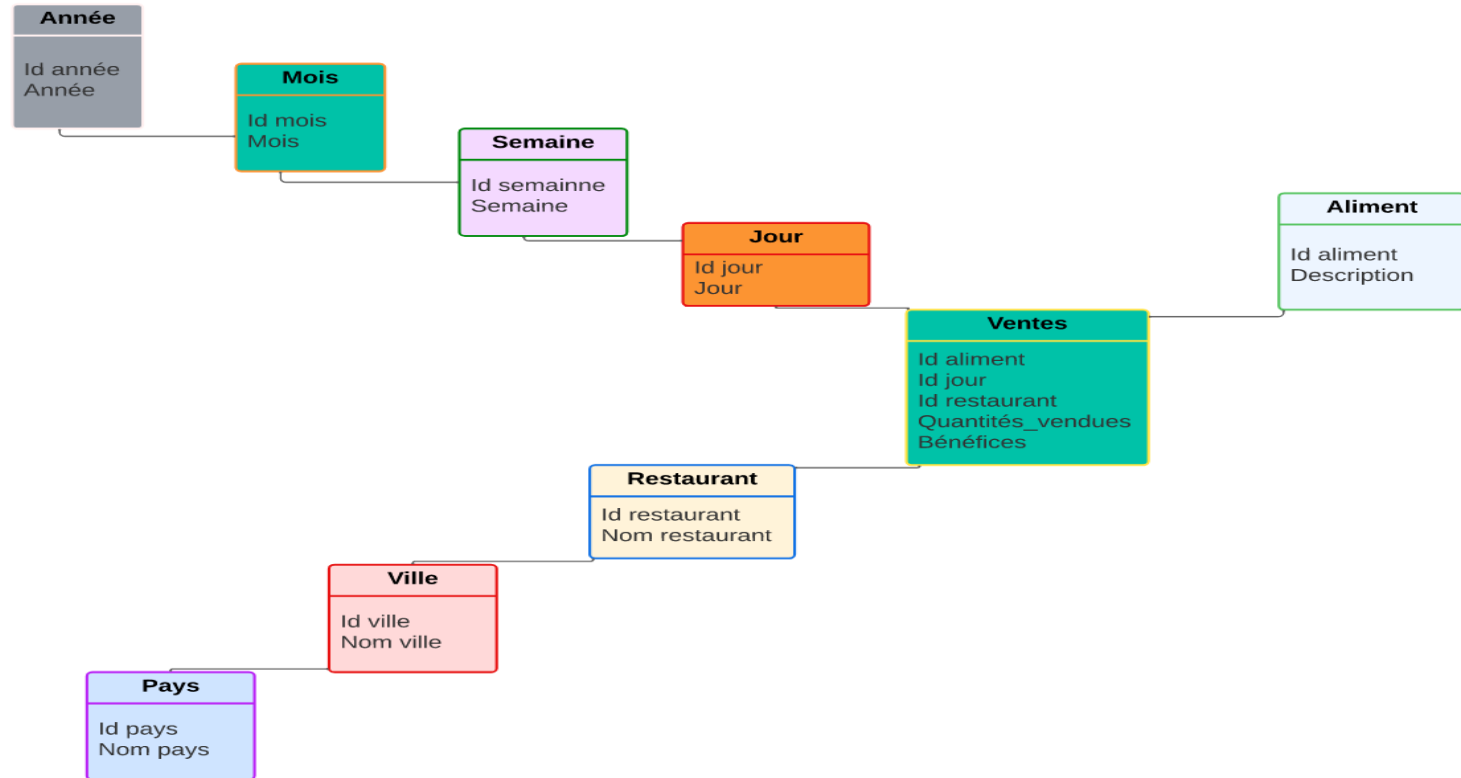 Année
Id année
Année
Mois
Id mois
Mois
Semaine
Id semainne
Semaine
Jour
Id jour
Jour
Aliment
Id aliment
Description
Ventes
Id aliment
Id jour
Id restaurant
Quantités_vendues
Bénéfices
Restaurant
Id restaurant
Nom restaurant
Ville
Id ville
Nom ville
Pays
Id pays
Nom pays